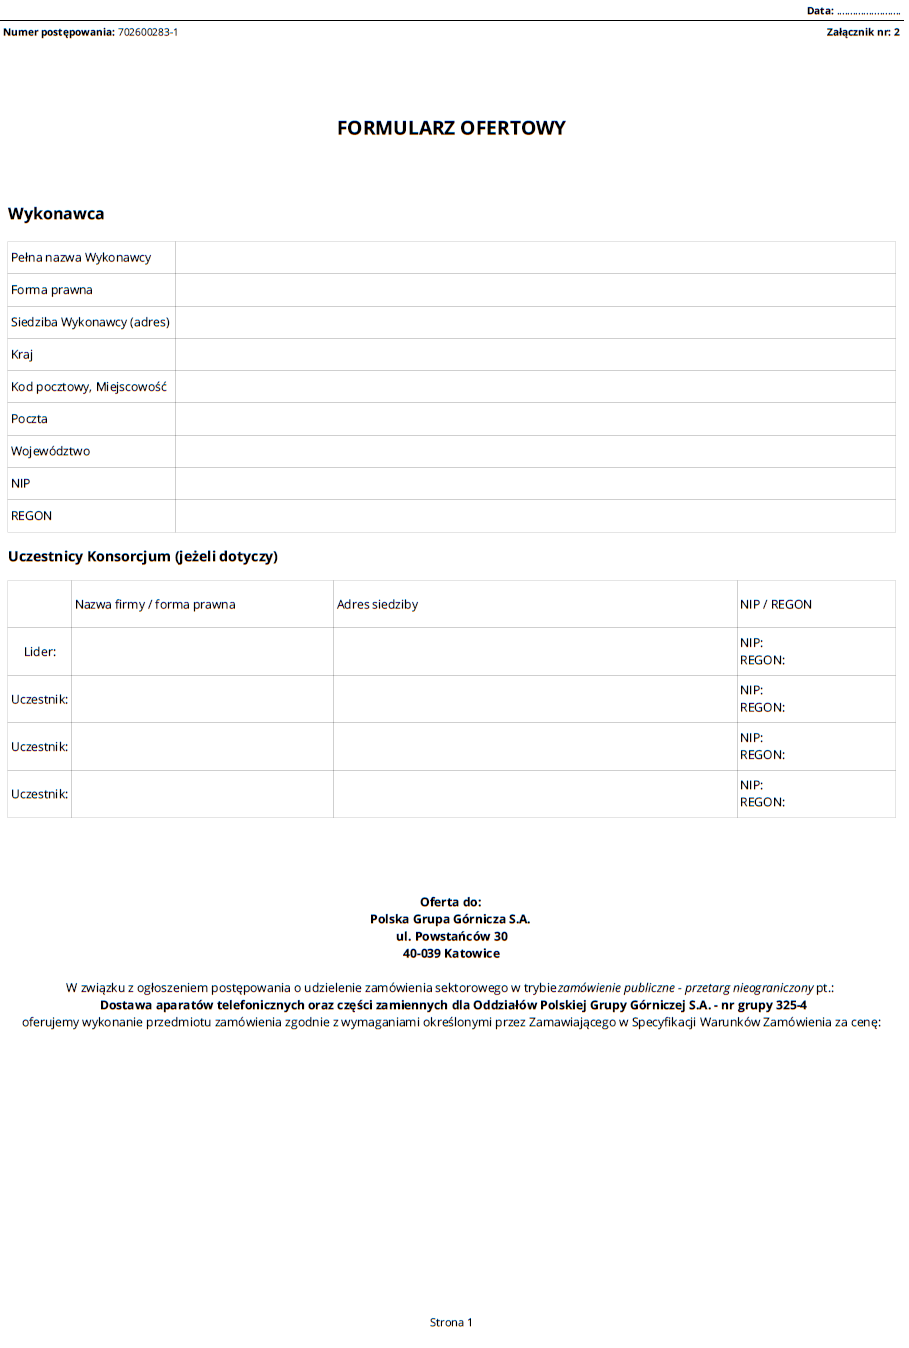 Data: ........................
Numer postępowania: 702600283-1 Załącznik nr: 2
FORMULARZ OFERTOWY
Wykonawca
Pełna nazwa Wykonawcy
Forma prawna
Siedziba Wykonawcy (adres)
Kraj
Kod pocztowy, Miejscowość
Poczta
Województwo
NIP
REGON
Uczestnicy Konsorcjum (jeżeli dotyczy)
Nazwa firmy / forma prawna Adres siedziby NIP / REGON
Lider: NIP:
REGON:
Uczestnik: NIP:
REGON:
Uczestnik: NIP:
REGON:
Uczestnik: NIP:
REGON:
Oferta do:
Polska Grupa Górnicza S.A.
ul. Powstańców 30
40-039 Katowice
W związku z ogłoszeniem postępowania o udzielenie zamówienia sektorowego w trybiezamówienie publiczne - przetarg nieograniczony pt.:
Dostawa aparatów telefonicznych oraz części zamiennych dla Oddziałów Polskiej Grupy Górniczej S.A. - nr grupy 325-4
oferujemy wykonanie przedmiotu zamówienia zgodnie z wymaganiami określonymi przez Zamawiającego w Specyfikacji Warunków Zamówienia za cenę:
Strona 1